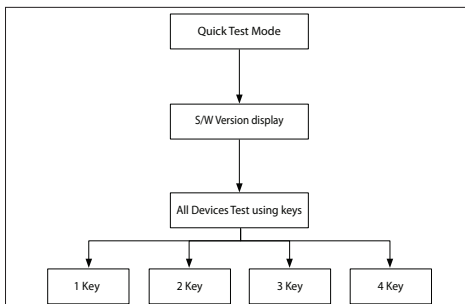 Quick Test Mode
S/W Version display
All Devices Test using keys
1 Key
2 Key
3 Key
4 Key